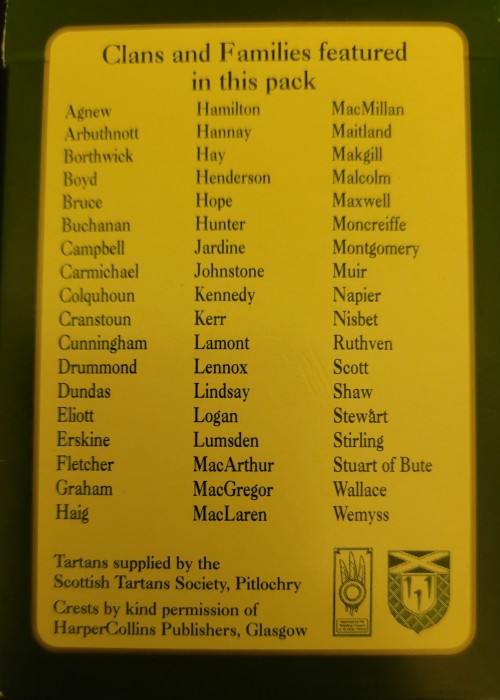 Clans and Families featured
in this pack
Agnew
Arbuthnott
Borthwick
Boyd
Bruce
Buchanan
Campbell
Carmichael
Colquhoun
Cranstoun
Cunningham
Drummond
Dundas
Eliott
Erskine
Fletcher
Graham
Haig
Hamilton
Hannay
Hay
Henderson
Hope
Hunter
Jardine
Johnstone
Kennedy
Kerr
Lamont
Lennox
Lindsay
Logan
Lumsden
MacArthur
MacGregor
MacLaren
MacMillan
Maitland
Makgill
Malcolm
Maxwell
Moncreiffe
Montgomery
Muir
Napier
Nisbet
Ruthven
Scott
Shaw
Stewart
Stirling
Stuart of Bute
Wallace
Wemyss
Tartans supplied by the
Scottish Tartans Society, Pitlochry
Crests by kind permission of
HarperCollins Publishers, Glasgow